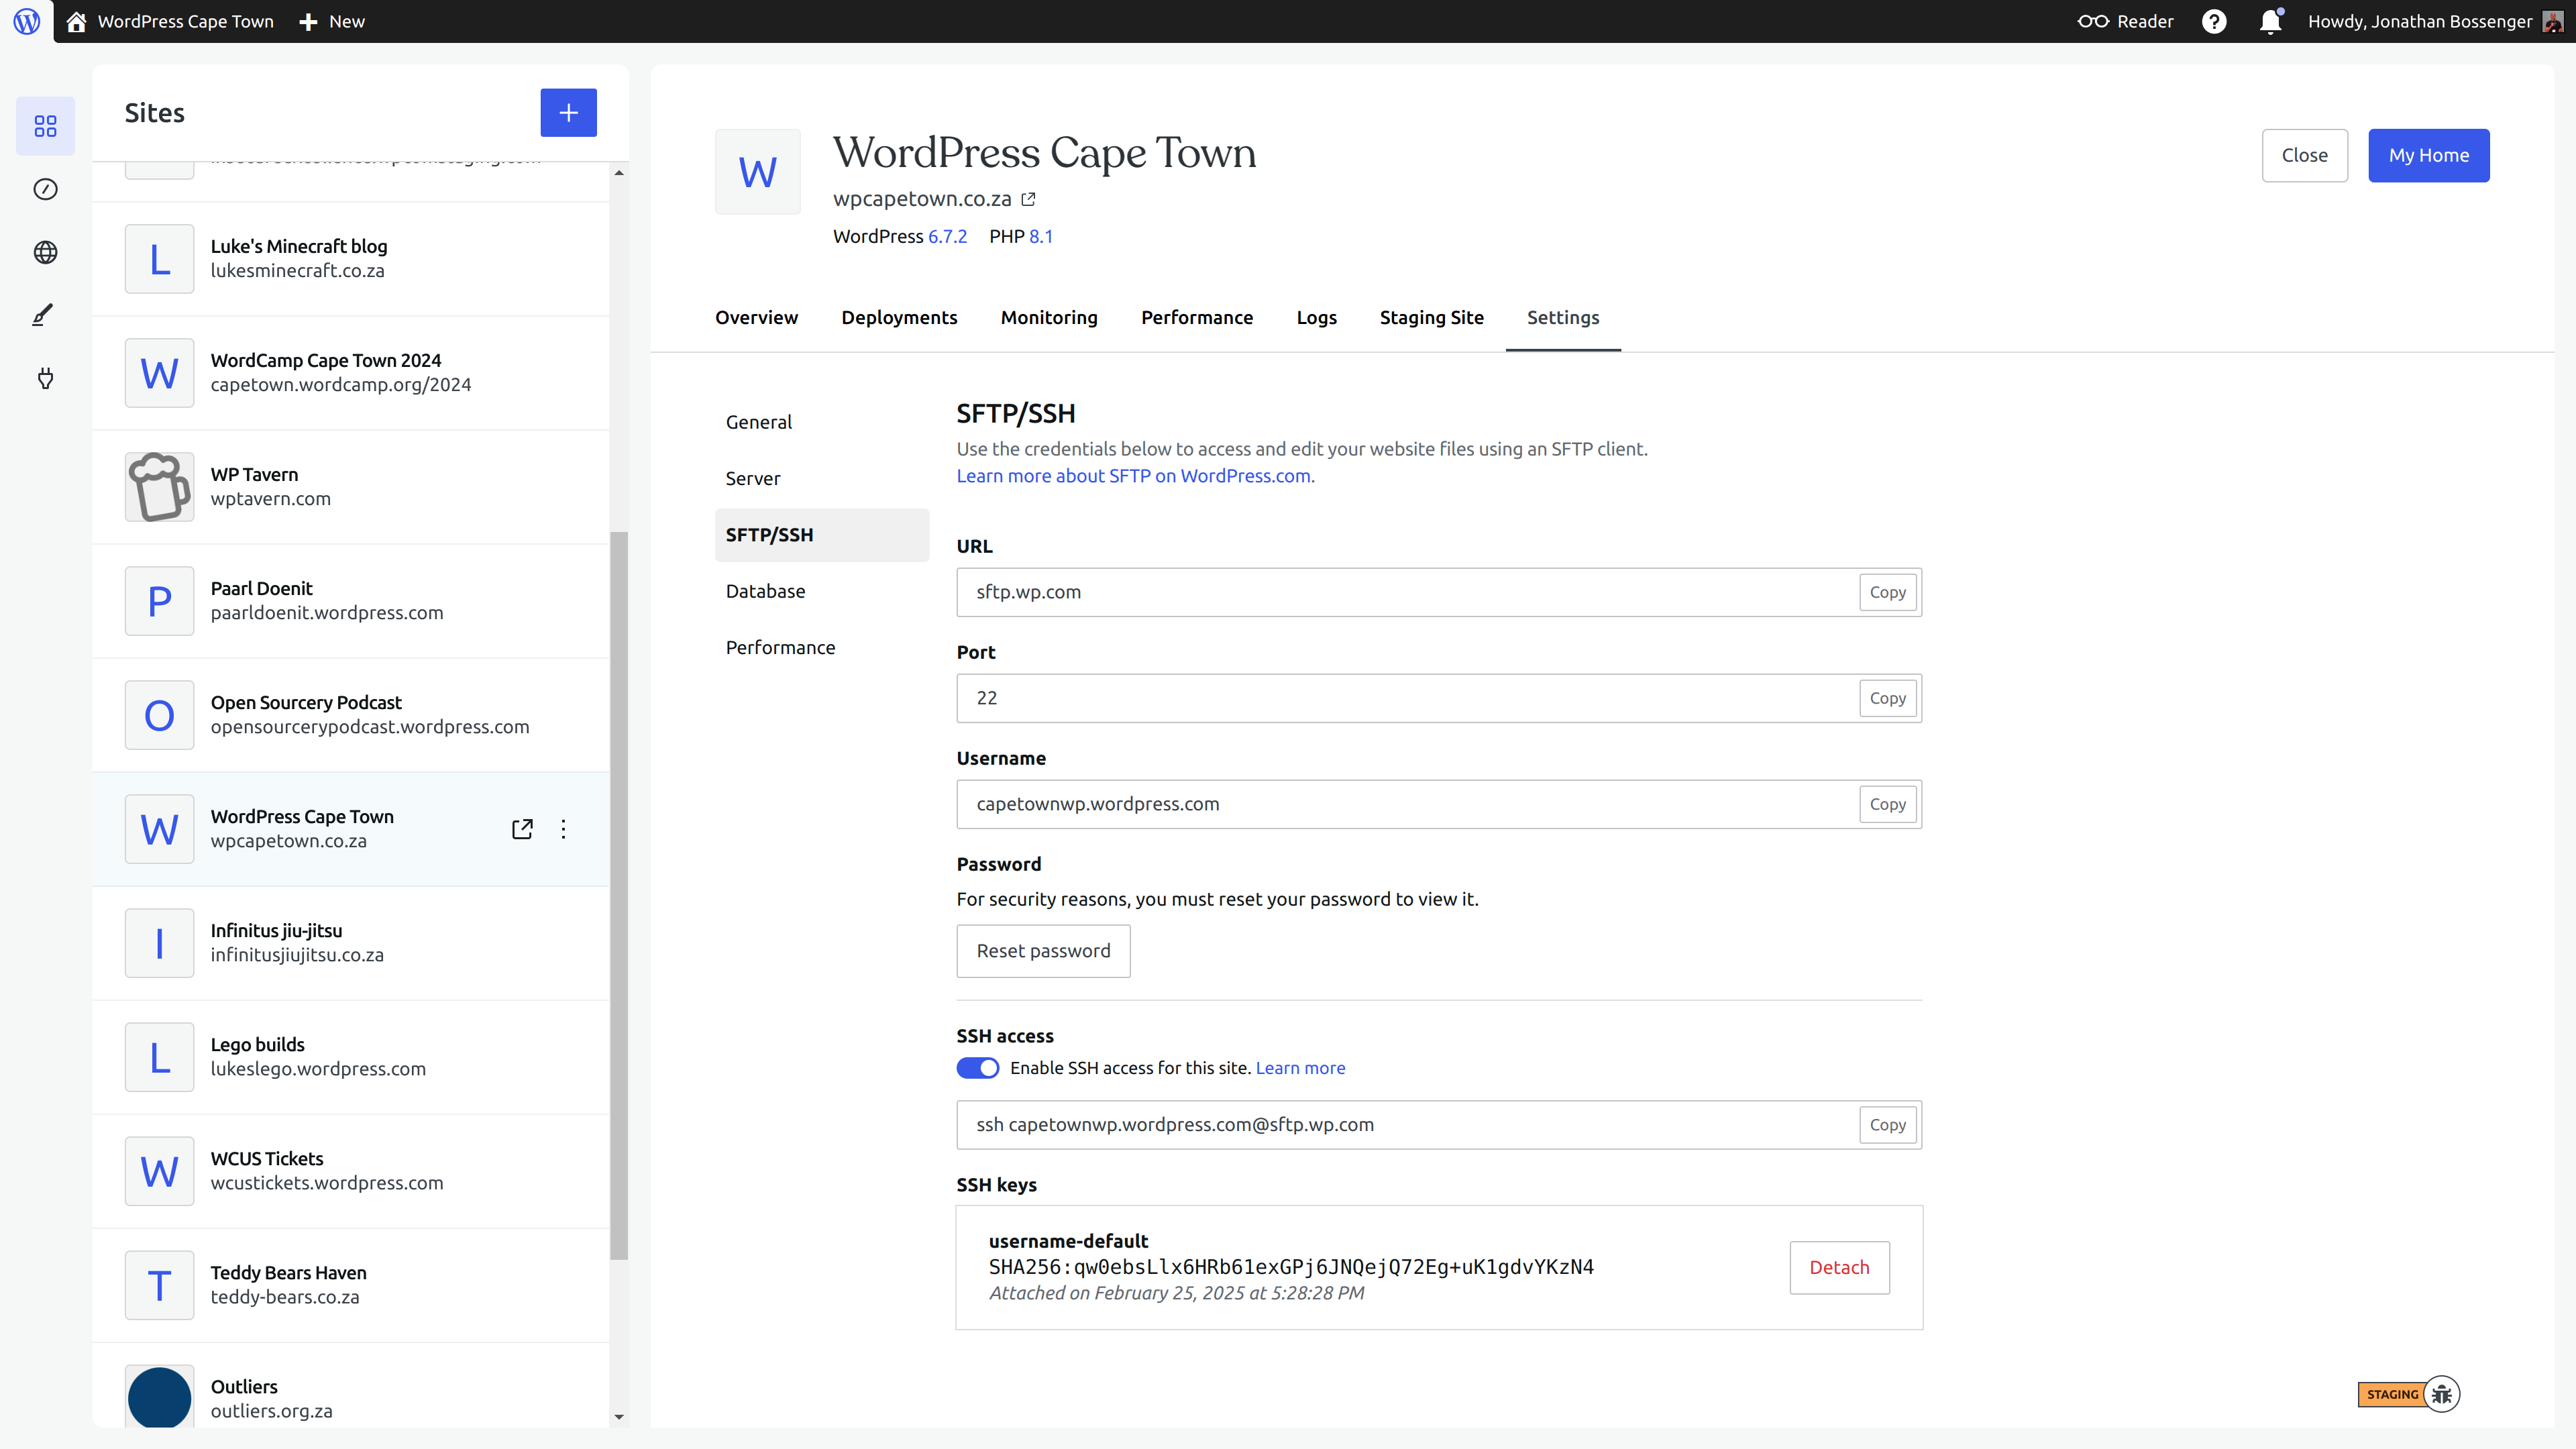 WordPress Cape Town
New
Reader
Howdy, Jonathan Bossenger
Sites
Luke's Minecraft blog
lukesminecraft.co.za
WordCamp Cape Town 2024
capetown.wordcamp.org/2024
WP Tavern
wptavern.com
Paarl Doenit
paarldoenit.wordpress.com
Open Sourcery Podcast
opensourcerypodcast.wordpress.com
WordPress Cape Town
wpcapetown.co.za
Infinitus jiu-jitsu
infinitusjiujitsu.co.za
Lego builds
lukeslego.wordpress.com
WCUS Tickets
wcustickets.wordpress.com
Teddy Bears Haven
teddy-bears.co.za
Outliers
outliers.org.za
L
W
P
O
W
I
L
W
T
W
WordPress Cape Town
wpcapetown.co.za
WordPress 6.7.2 PHP 8.1
Close
My Home
Overview
Deployments
Monitoring
Performance
Logs
Staging Site
Settings
General
Server
SFTP/SSH
Database
Performance
SFTP/SSH
Use the credentials below to access and edit your website files using an SFTP client.
Learn more about SFTP on WordPress.com.
URL
sftp.wp.com
Copy
Port
22
Copy
Username
capetownwp.wordpress.com
Copy
Password
For security reasons, you must reset your password to view it.
Reset password
SSH access
Enable SSH access for this site. Learn more
ssh capetownwp.wordpress.com@sftp.wp.com
Copy
SSH keys
username-default
SHA256:qw0ebsLlx6HRb61exGPj6JNQejQ72Eg+uK1gdvYKzN4
Attached on February 25, 2025 at 5:28:28 PM
Detach
STAGING